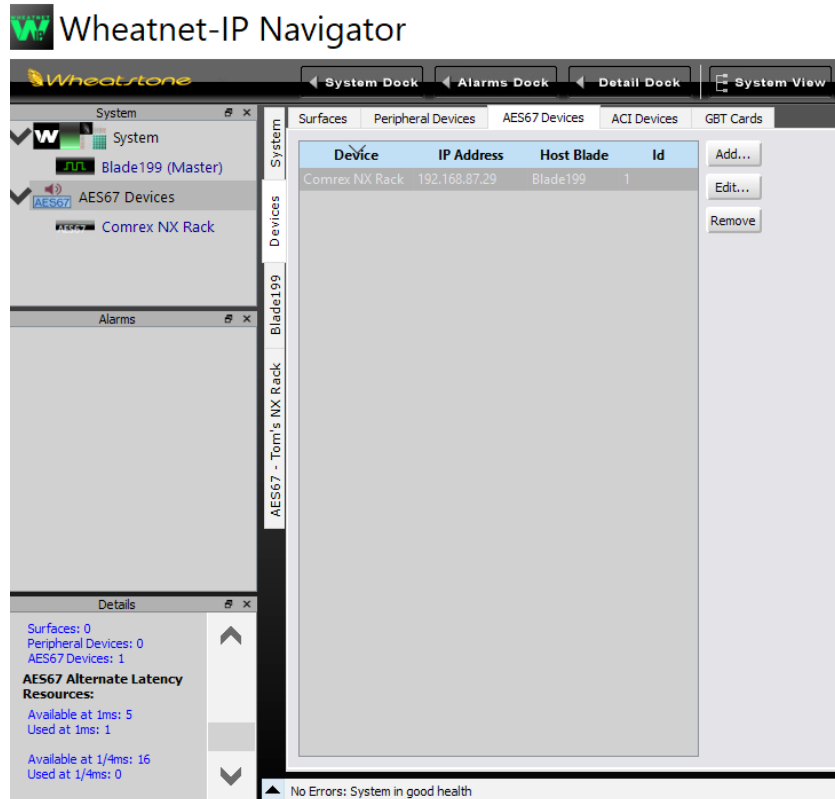 Wheatnet-IP Navigator
Wheatstone
System Dock
Alarms Dock
Detail Dock
System View
System
System
Blade199 (Master)
AES67
AES67 Devices
AES67
Comrex NX Rack
Alarms
Details
Surfaces: 0
Peripheral Devices: 0
AES67 Devices: 1
AES67 Alternate Latency
Resources:
Available at 1ms: 5
Used at 1ms: 1
Available at 1/4ms: 16
Used at 1/4ms: 0
System
Devices
Blade199
AES67 - Tom's NX Rack
Surfaces
Peripheral Devices
AES67 Devices
ACI Devices
GBT Cards
Device IP Address Host Blade Id
Comrex NX Rack 192.168.87.29 Blade199 1
Add...
Edit...
Remove
No Errors: System in good health